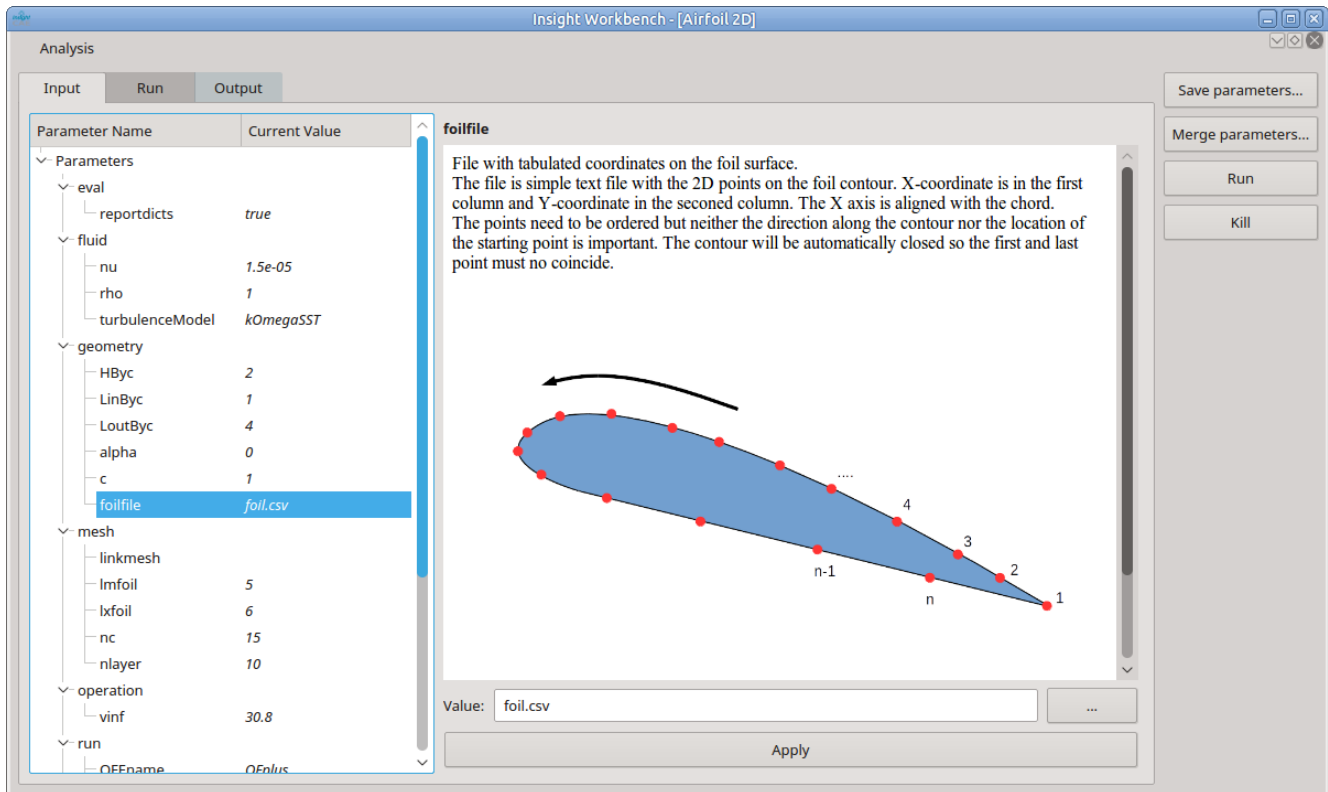 Insight Workbench - [Airfoil 2D]
Analysis
Input Run Output
Save parameters...
Merge parameters...
Run
Kill
Parameter Name Current Value
Parameters
eval
reportdicts true
fluid
nu 1.5e-05
rho 1
turbulenceModel kOmegaSST
geometry
HByc 2
LinByc 1
LoutByc 4
alpha 0
c 1
foilfile foil.csv
mesh
linkmesh
lmfoil 5
lxfoil 6
nc 15
nlayer 10
operation
vinf 30.8
run
OFEname OFplus
foilfile
File with tabulated coordinates on the foil surface.
The file is simple text file with the 2D points on the foil contour. X-coordinate is in the first
column and Y-coordinate in the seconed column. The X axis is aligned with the chord.
The points need to be ordered but neither the direction along the contour nor the location of
the starting point is important. The contour will be automatically closed so the first and last
point must no coincide.
....
4
3
2
1
n-1
n
Value: foil.csv ...
Apply